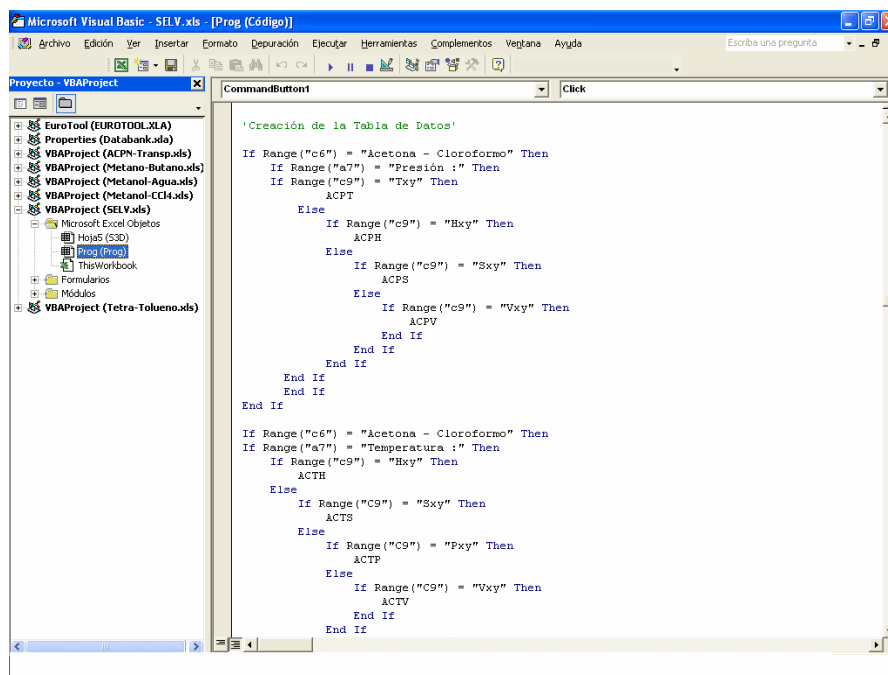 Microsoft Visual Basic - SELV.xls - [Prog (Código)]
Archivo Edición Ver Insertar Formato Depuración Ejecutar Herramientas Complementos Ventana Ayuda Escriba una pregunta
Proyecto - VBAProject
EuroTool (EUROTOOL.XLA)
Properties (Databank.xla)
VBAProject (ACPN-Transp.xls)
VBAProject (Metano-Butano.xls)
VBAProject (Metanol-Agua.xls)
VBAProject (Metanol-CCl4.xls)
VBAProject (SELV.xls)
Microsoft Excel Objetos
Hoja5 (S3D)
Prog (Prog)
ThisWorkbook
Formularios
Módulos
VBAProject (Tetra-Tolueno.xls)
CommandButton1 Click
'Creación de la Tabla de Datos'
If Range("c6") = "Acetona - Cloroformo" Then
If Range("a7") = "Presión :" Then
If Range("c9") = "Txy" Then
ACPT
Else
If Range("c9") = "Hxy" Then
ACPH
Else
If Range("c9") = "Sxy" Then
ACPS
Else
If Range("c9") = "Vxy" Then
ACPV
End If
End If
End If
End If
End If
End If
If Range("c6") = "Acetona - Cloroformo" Then
If Range("a7") = "Temperatura :" Then
If Range("c9") = "Hxy" Then
ACTH
Else
If Range("C9") = "Sxy" Then
ACTS
Else
If Range("C9") = "Pxy" Then
ACTP
Else
If Range("C9") = "Vxy" Then
ACTV
End If
End If